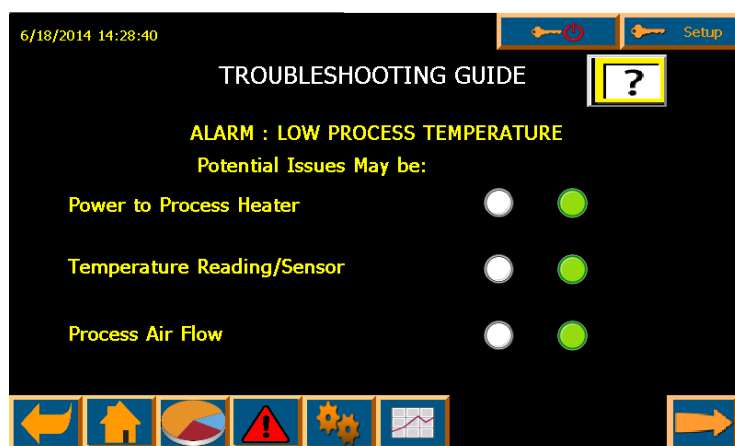 6/18/2014 14:28:40
Setup
TROUBLESHOOTING GUIDE
?
ALARM : LOW PROCESS TEMPERATURE
Potential Issues May be:
Power to Process Heater
Temperature Reading/Sensor
Process Air Flow
!